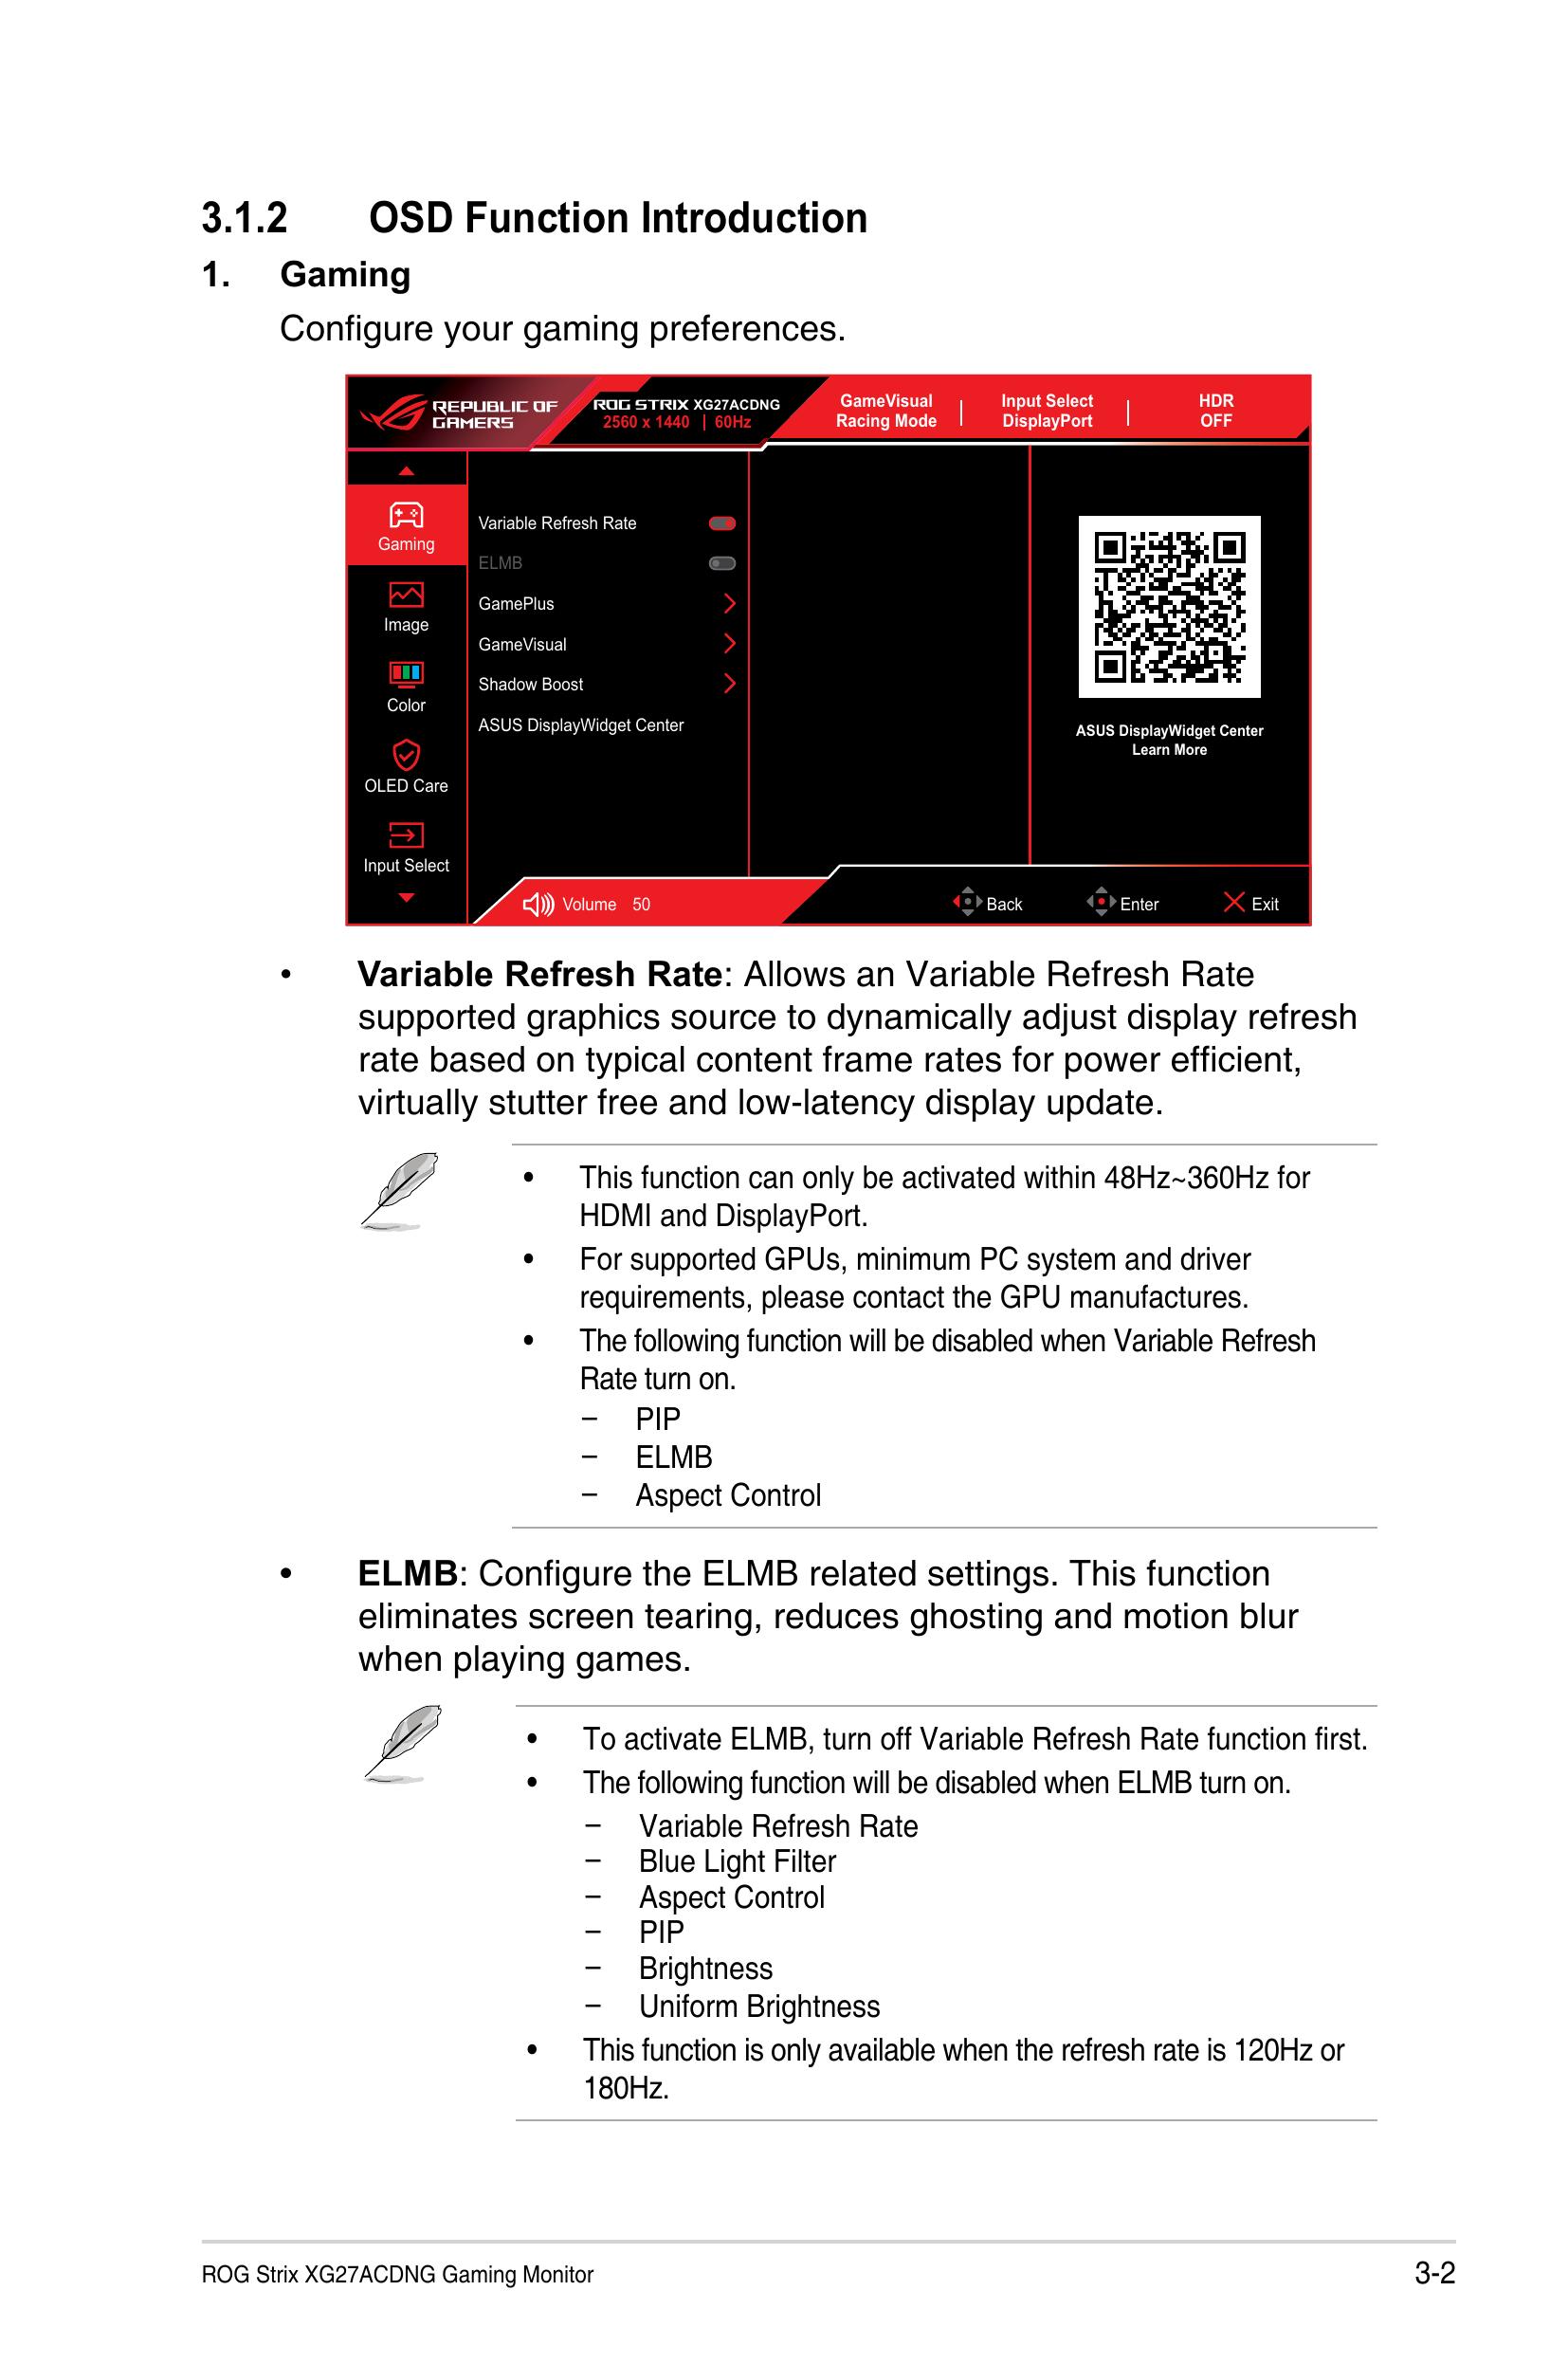 3.1.2 OSD Function Introduction
1. Gaming
Configure your gaming preferences.
REPUBLIC OF
GAMERS
ROG STRIX XG27ACDNG
2560 x 1440 | 60Hz
GameVisual
Racing Mode
Input Select
DisplayPort
HDR
OFF
Gaming
Image
Color
OLED Care
Input Select
Variable Refresh Rate
ELMB
GamePlus
GameVisual
Shadow Boost
ASUS DisplayWidget Center
ASUS DisplayWidget Center
Learn More
Volume 50
Back
Enter
Exit
• Variable Refresh Rate: Allows an Variable Refresh Rate
supported graphics source to dynamically adjust display refresh
rate based on typical content frame rates for power efficient,
virtually stutter free and low-latency display update.
• This function can only be activated within 48Hz~360Hz for
HDMI and DisplayPort.
• For supported GPUs, minimum PC system and driver
requirements, please contact the GPU manufactures.
• The following function will be disabled when Variable Refresh
Rate turn on.
– PIP
– ELMB
– Aspect Control
• ELMB: Configure the ELMB related settings. This function
eliminates screen tearing, reduces ghosting and motion blur
when playing games.
• To activate ELMB, turn off Variable Refresh Rate function first.
• The following function will be disabled when ELMB turn on.
– Variable Refresh Rate
– Blue Light Filter
– Aspect Control
– PIP
– Brightness
– Uniform Brightness
• This function is only available when the refresh rate is 120Hz or
180Hz.
ROG Strix XG27ACDNG Gaming Monitor
3-2